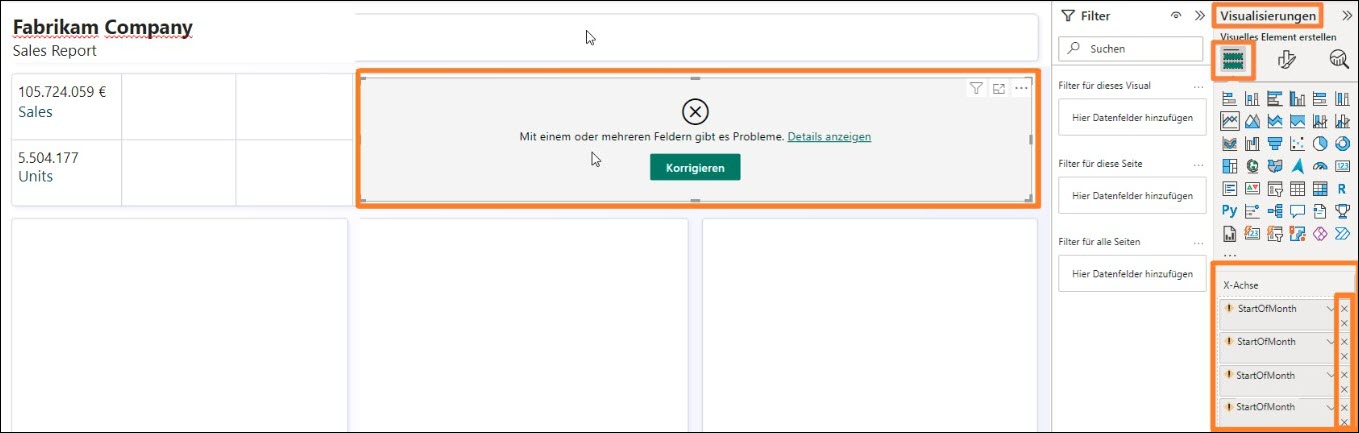 Fabrikam Company
Sales Report
105.724.059 €
Sales
5.504.177
Units
Mit einem oder mehreren Feldern gibt es Probleme. Details anzeigen
Korrigieren
Filter
Suchen
Filter für dieses Visual
Hier Datenfelder hinzufügen
Filter für diese Seite
Hier Datenfelder hinzufügen
Filter für alle Seiten
Hier Datenfelder hinzufügen
Visualisierungen
Visuelles Element erstellen
123
R
Py
123
X-Achse
StartOfMonth
StartOfMonth
StartOfMonth
StartOfMonth